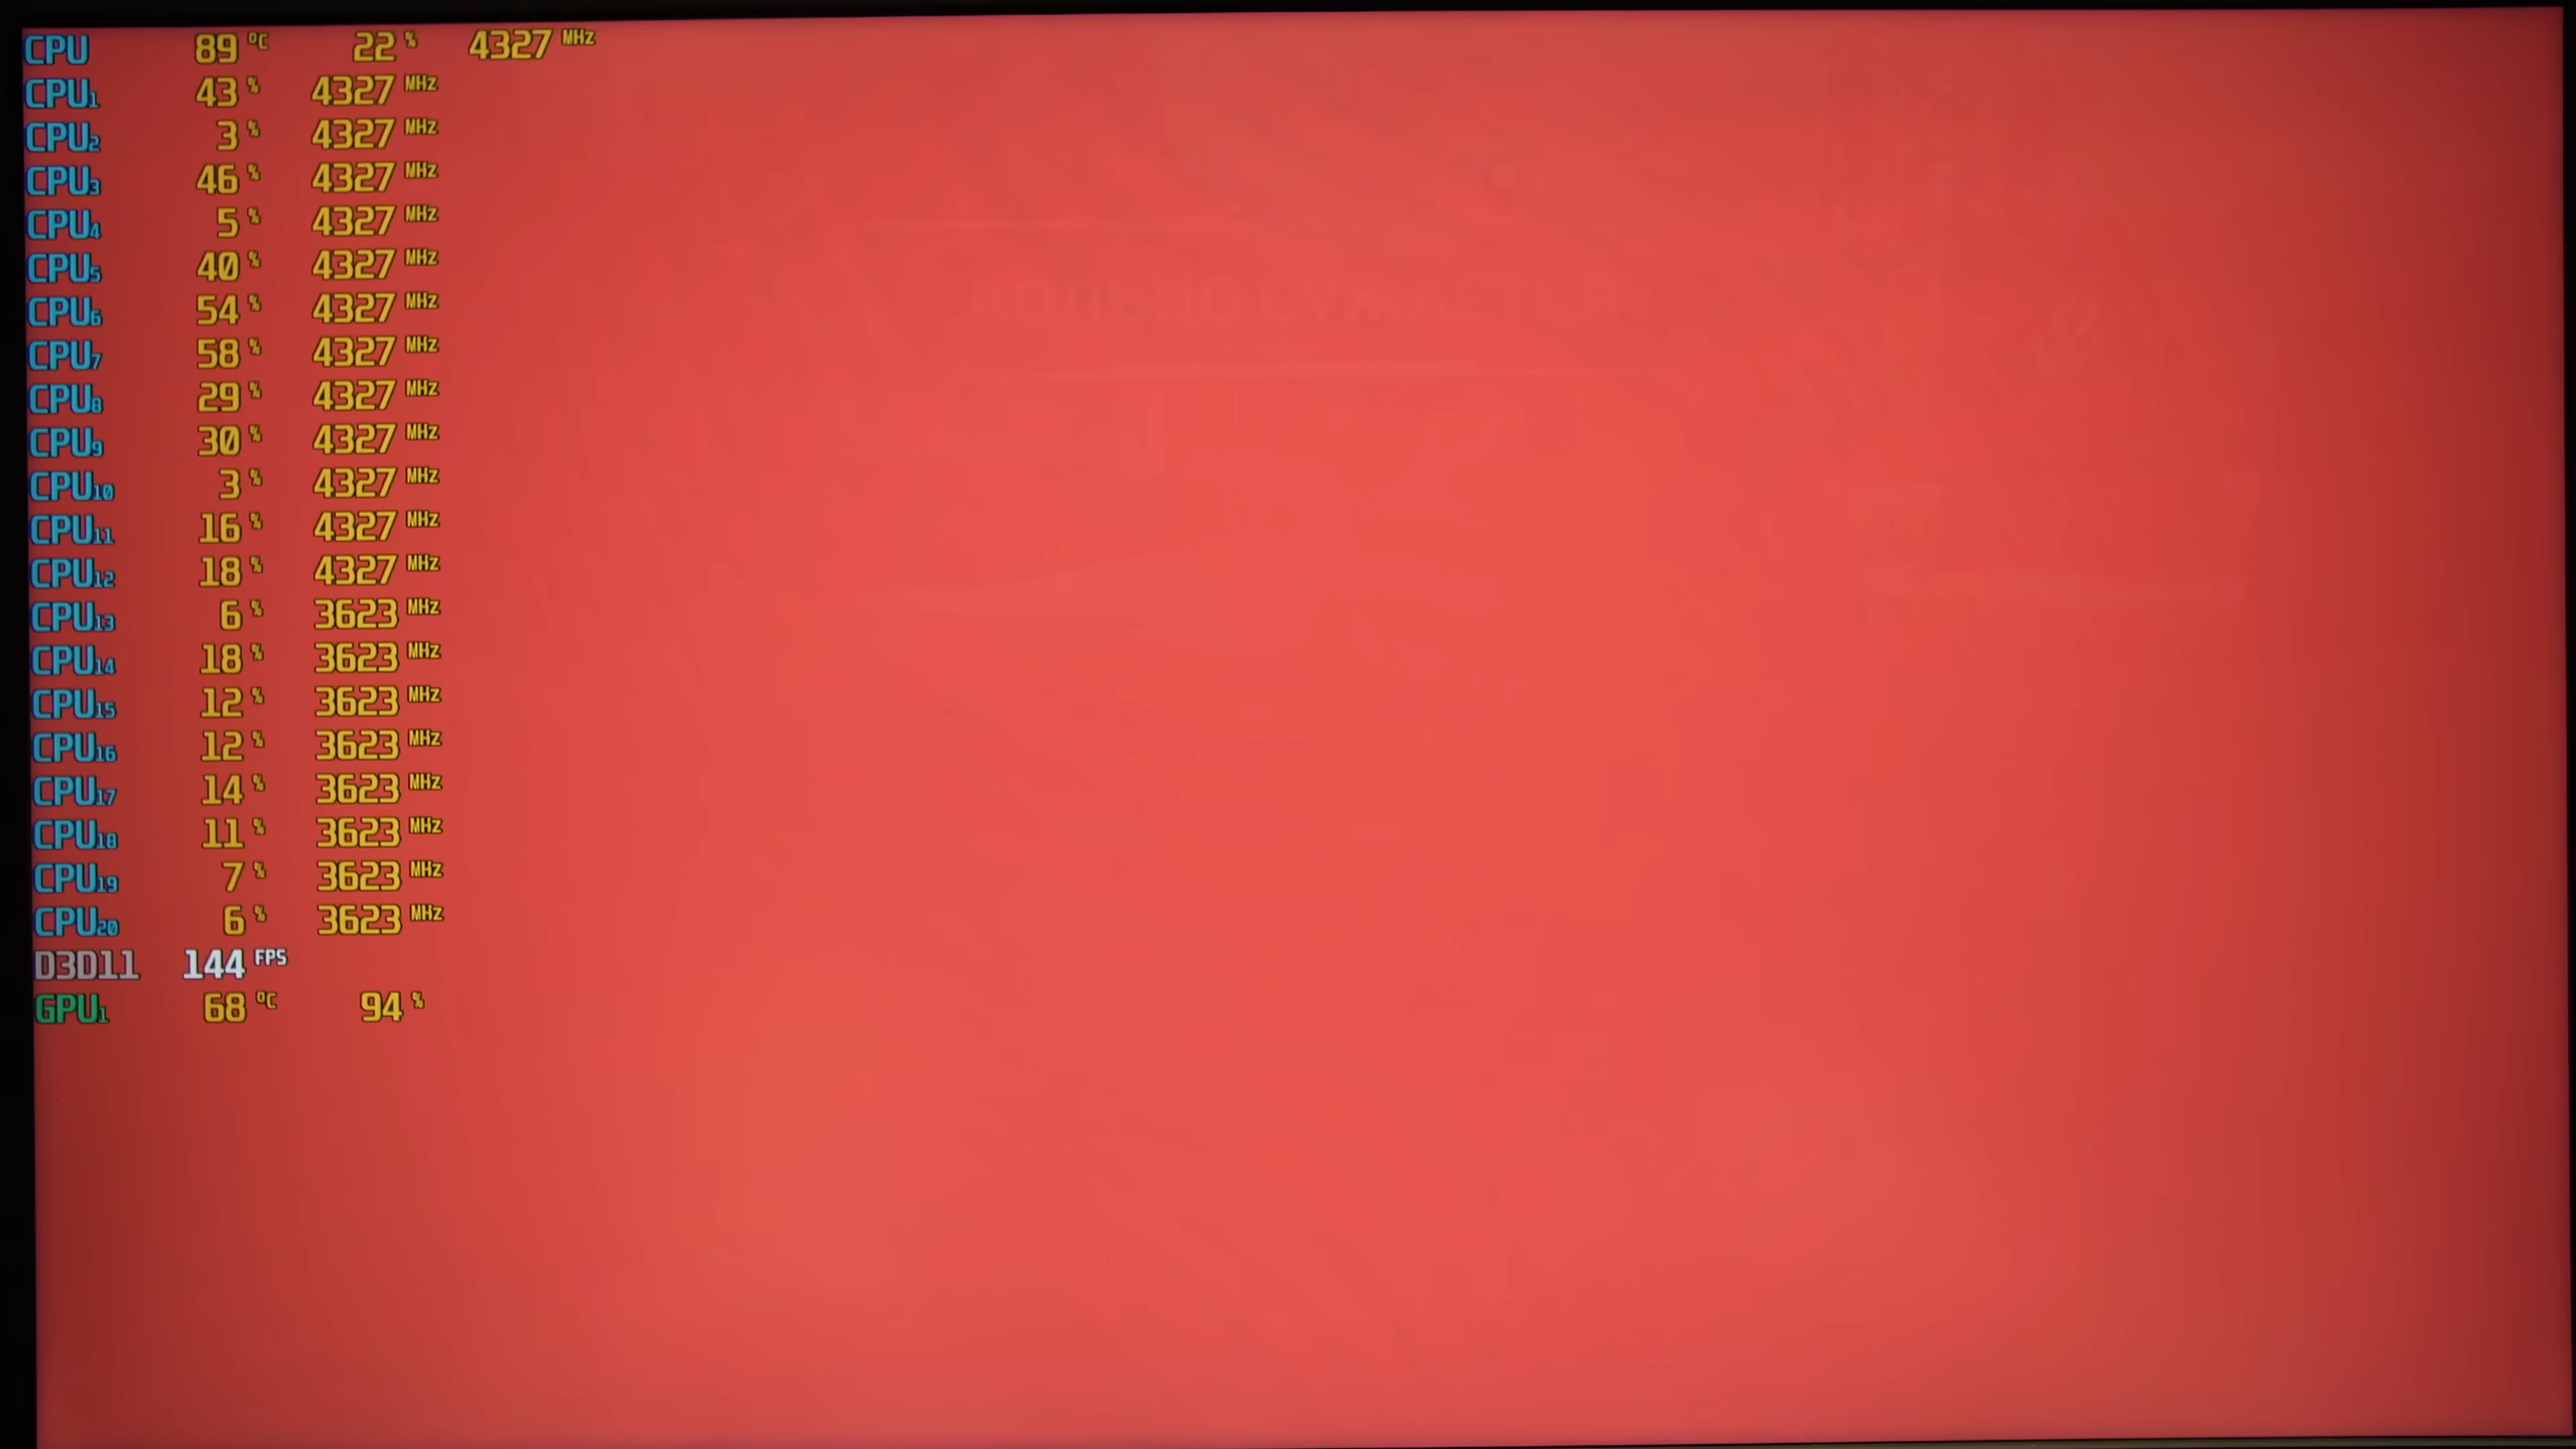 CPU 89 °C 22 % 4327 MHz
CPU1 43 % 4327 MHz
CPU2 3 % 4327 MHz
CPU3 46 % 4327 MHz
CPU4 5 % 4327 MHz
CPU5 40 % 4327 MHz
CPU6 54 % 4327 MHz
CPU7 58 % 4327 MHz
CPU8 29 % 4327 MHz
CPU9 30 % 4327 MHz
CPU10 3 % 4327 MHz
CPU11 16 % 4327 MHz
CPU12 18 % 4327 MHz
CPU13 6 % 3623 MHz
CPU14 18 % 3623 MHz
CPU15 12 % 3623 MHz
CPU16 12 % 3623 MHz
CPU17 14 % 3623 MHz
CPU18 11 % 3623 MHz
CPU19 7 % 3623 MHz
CPU20 6 % 3623 MHz
D3D11 144 FPS
GPU1 68 °C 94 %